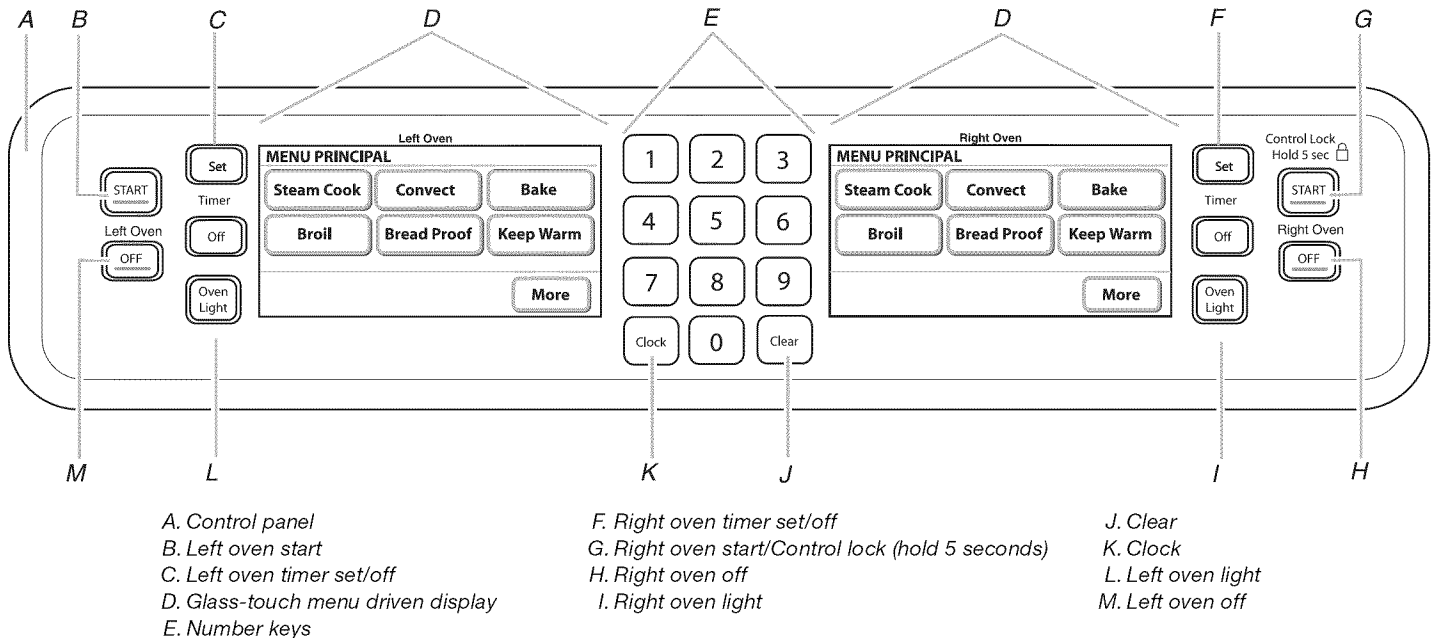 A B C D E D F G
Left Oven
Right Oven
Control Lock
Hold 5 sec
START
Left Oven
OFF
Set
Timer
Off
Oven
Light
MENU PRINCIPAL
Steam Cook Convect Bake
Broil Bread Proof Keep Warm
More
1 2 3
4 5 6
7 8 9
Clock 0 Clear
MENU PRINCIPAL
Steam Cook Convect Bake
Broil Bread Proof Keep Warm
More
Set
Timer
Off
Oven
Light
START
Right Oven
OFF
M L K J I H
A. Control panel
B. Left oven start
C. Left oven timer set/off
D. Glass-touch menu driven display
E. Number keys
F. Right oven timer set/off
G. Right oven start/Control lock (hold 5 seconds)
H. Right oven off
I. Right oven light
J. Clear
K. Clock
L. Left oven light
M. Left oven off